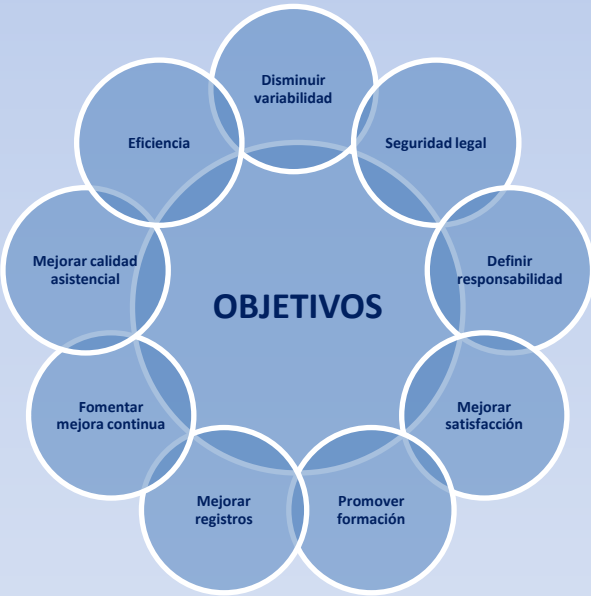 Disminuir
variabilidad
Seguridad legal
Definir
responsabilidad
Mejorar
satisfacción
Promover
formación
Mejorar
registros
Fomentar
mejora continua
Mejorar calidad
asistencial
Eficiencia
OBJETIVOS